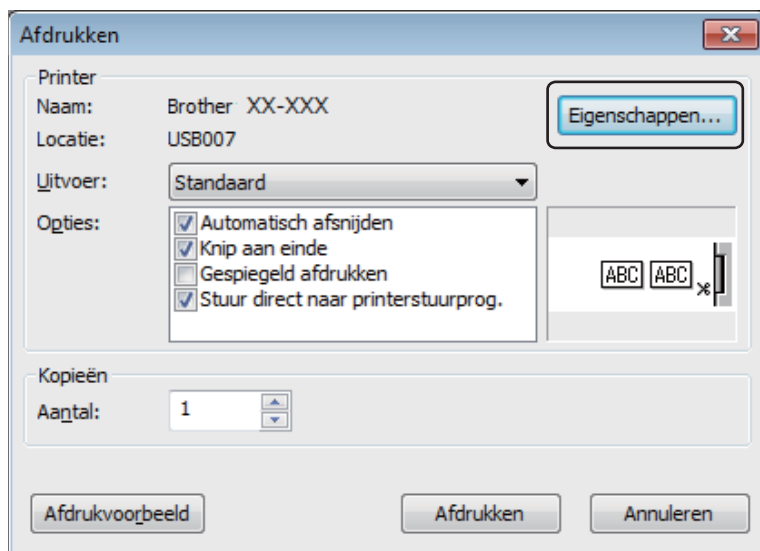 Afdrukken
Printer
Naam: Brother XX-XXX
Eigenschappen...
Locatie: USB007
Uitvoer: Standaard
Opties:
Automatisch afsnijden
Knip aan einde
Gespiegeld afdrukken
Stuur direct naar printerstuurprog.
ABC ABC
Kopieën
Aantal: 1
Afdrukvoorbeeld Afdrukken Annuleren